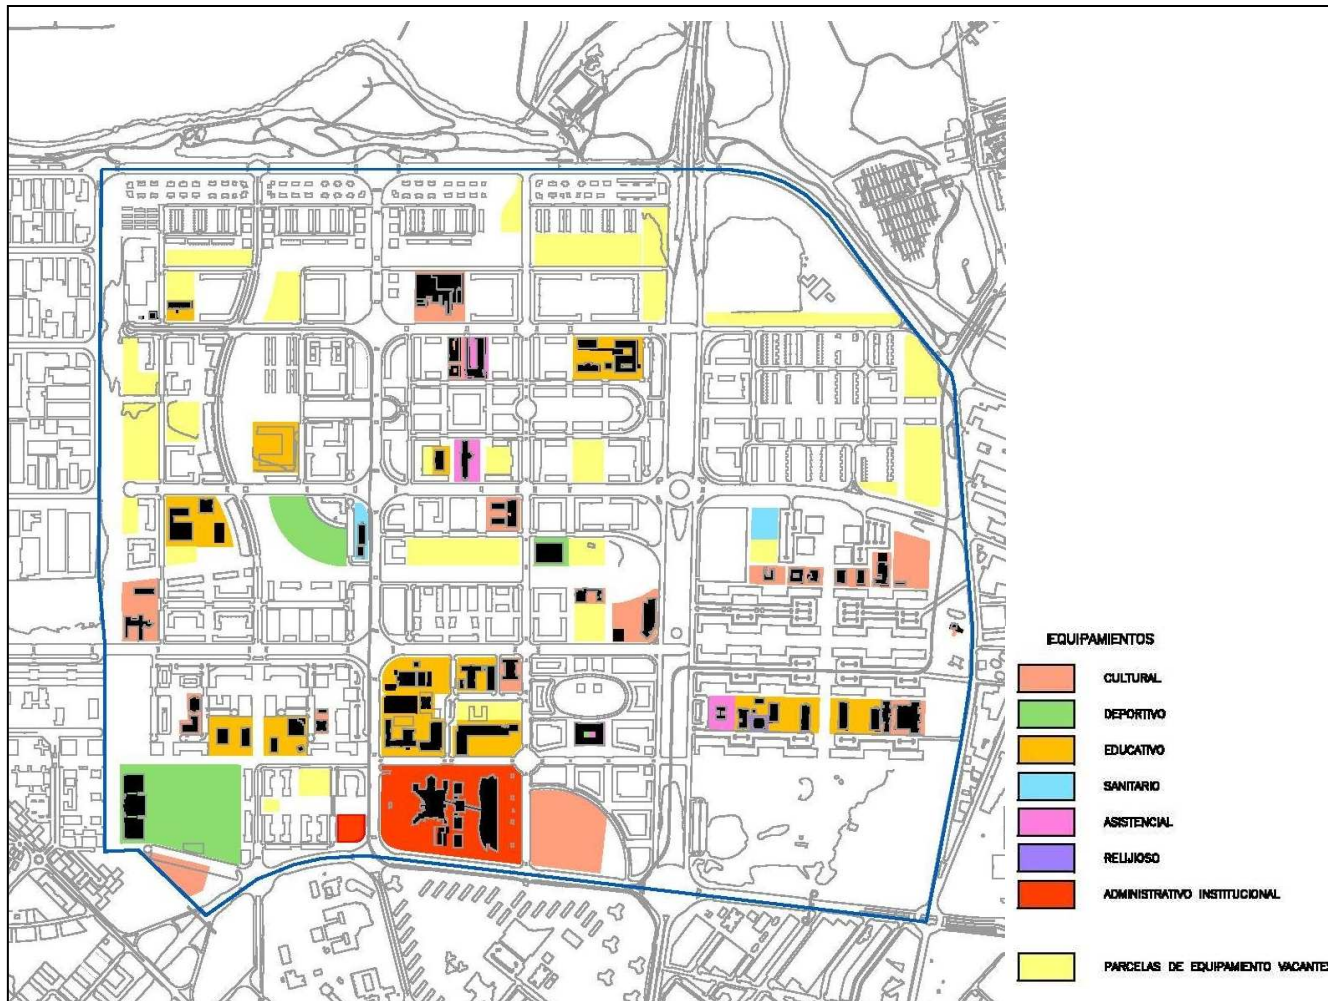 EQUIPAMIENTOS
CULTURAL
DEPORTIVO
EDUCATIVO
SANITARIO
ASISTENCIAL
RELIJIOSO
ADMINISTRATIVO INSTITUCIONAL
PARCELAS DE EQUIPAMIENTO VACANTES